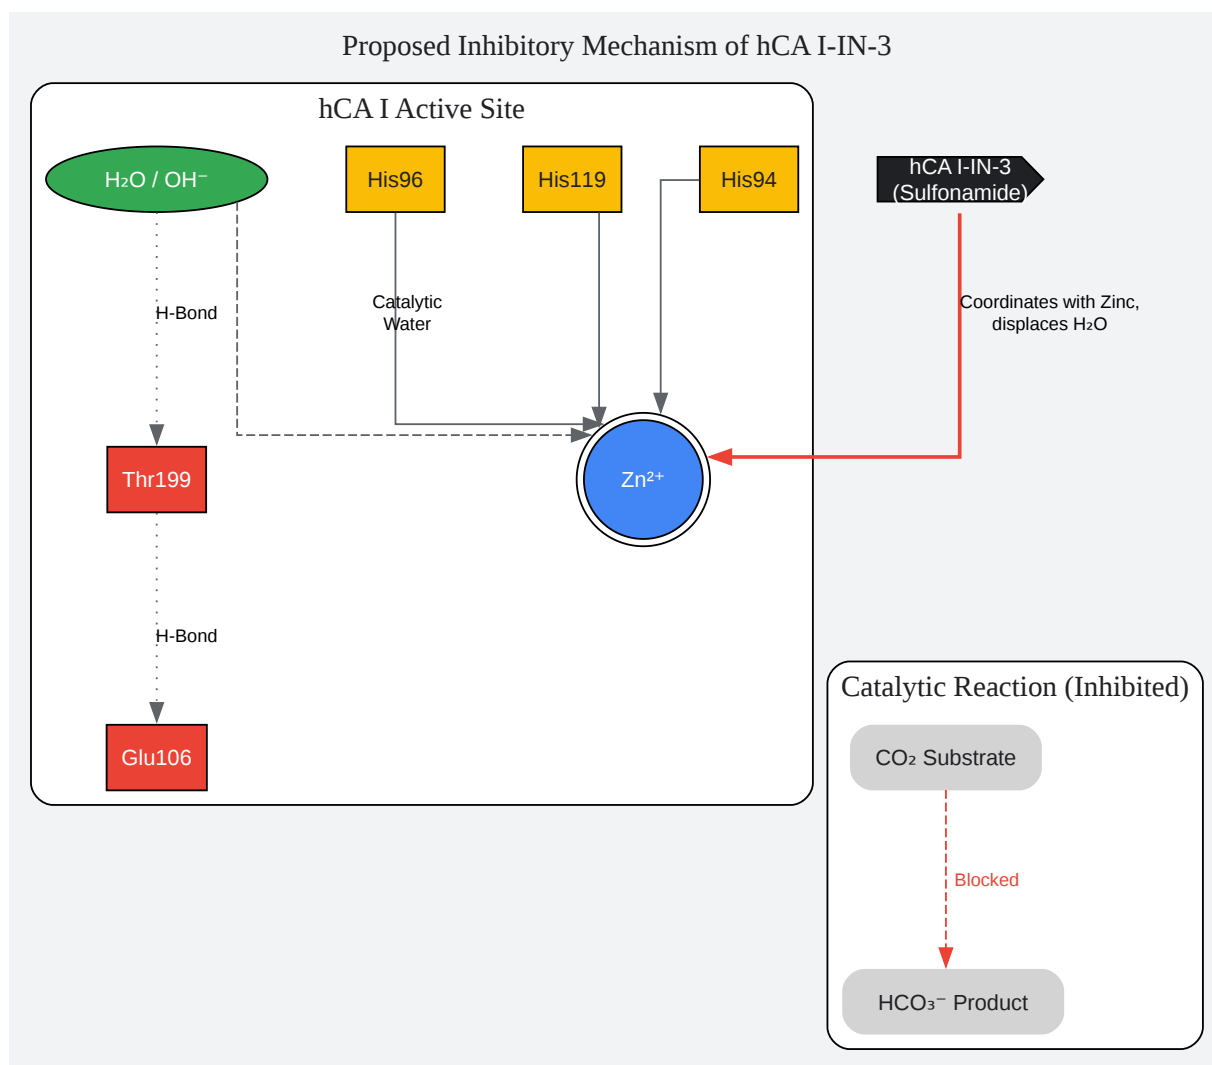 Proposed Inhibitory Mechanism of hCA I-IN-3
hCA I Active Site
H₂O / OH⁻
His96
His119
His94
hCA I-IN-3
(Sulfonamide)
H-Bond
Catalytic
Water
Coordinates with Zinc,
displaces H₂O
Thr199
Zn²⁺
H-Bond
Glu106
Catalytic Reaction (Inhibited)
CO₂ Substrate
Blocked
HCO₃⁻ Product